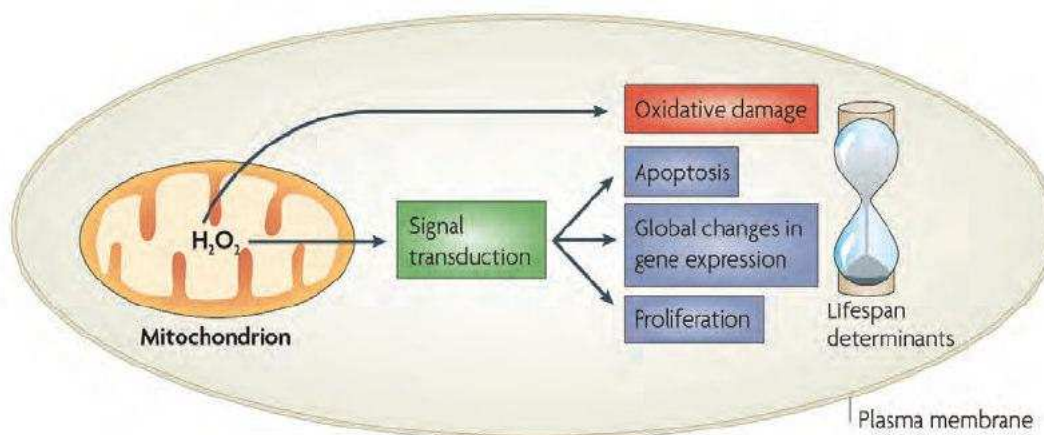 Oxidative damage
Apoptosis
H₂O₂
Signal
transduction
Global changes in
gene expression
Proliferation
Mitochondrion
Lifespan
determinants
Plasma membrane